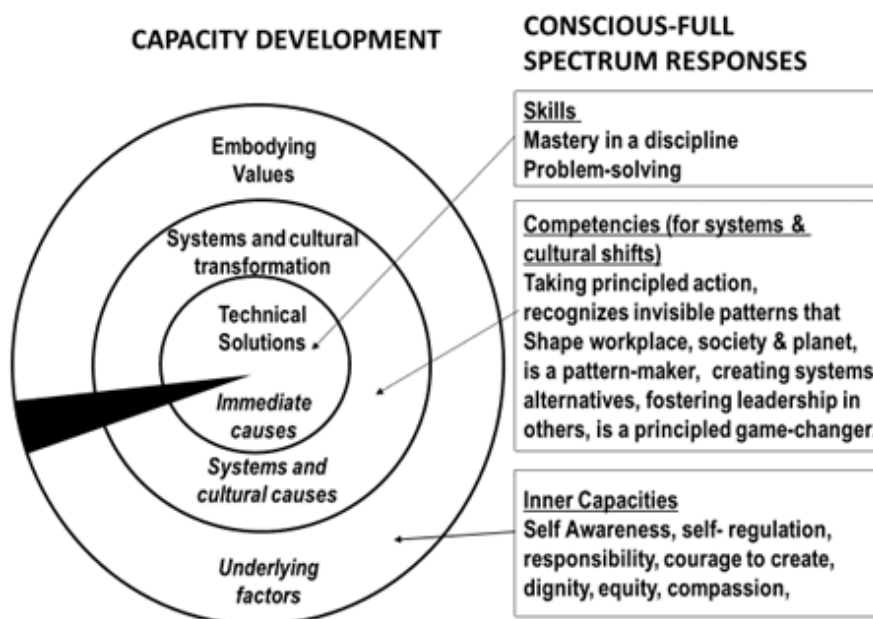 CAPACITY DEVELOPMENT
CONSCIOUS-FULL
SPECTRUM RESPONSES
Embodying
Values
Systems and cultural
transformation
Technical
Solutions
Immediate
causes
Systems and
cultural causes
Underlying
factors
Skills
Mastery in a discipline
Problem-solving
Competencies (for systems &
cultural shifts)
Taking principled action,
recognizes invisible patterns that
Shape workplace, society & planet,
is a pattern-maker, creating systems
alternatives, fostering leadership in
others, is a principled game-changer.
Inner Capacities
Self Awareness, self- regulation,
responsibility, courage to create,
dignity, equity, compassion,